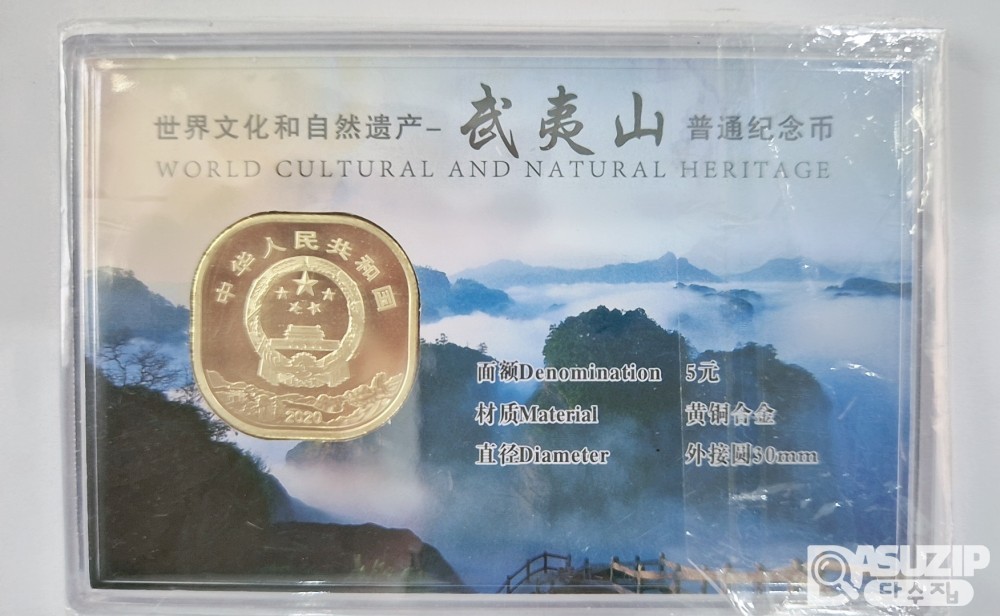 世界文化和自然遗产– 武夷山 普通纪念币
WORLD CULTURAL AND NATURAL HERITAGE
中华人民共和国
2020
面额Denomination 5元
材质Material 黄铜合金
直径Diameter 外接圆30mm
DASUZIP
다수집